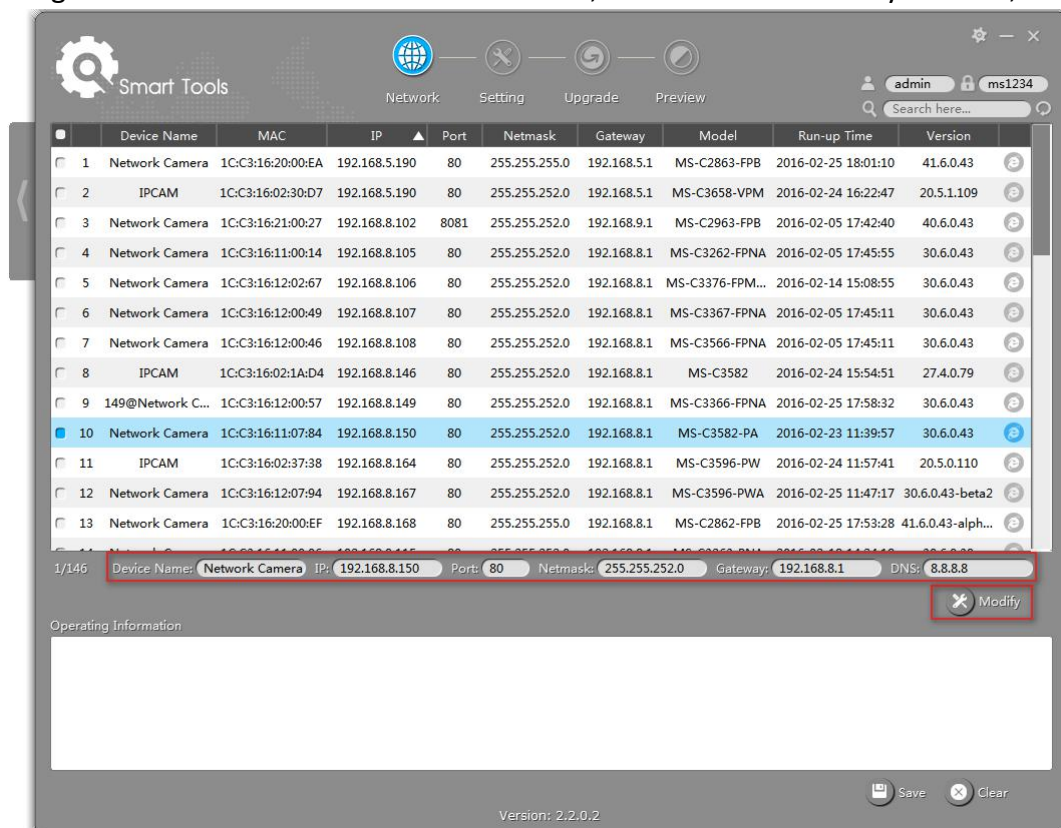 Smart Tools
Network Setting Upgrade Preview
admin ms1234
Search here...
Device Name MAC IP Port Netmask Gateway Model Run-up Time Version
1 Network Camera 1C:C3:16:20:00:EA 192.168.5.190 80 255.255.255.0 192.168.5.1 MS-C2863-FPB 2016-02-25 18:01:10 41.6.0.43
2 IPCAM 1C:C3:16:02:30:D7 192.168.5.190 80 255.255.252.0 192.168.5.1 MS-C3658-VPM 2016-02-24 16:22:47 20.5.1.109
3 Network Camera 1C:C3:16:21:00:27 192.168.8.102 8081 255.255.252.0 192.168.9.1 MS-C2963-FPB 2016-02-05 17:42:40 40.6.0.43
4 Network Camera 1C:C3:16:11:00:14 192.168.8.105 80 255.255.252.0 192.168.8.1 MS-C3262-FPNA 2016-02-05 17:45:55 30.6.0.43
5 Network Camera 1C:C3:16:12:02:67 192.168.8.106 80 255.255.252.0 192.168.8.1 MS-C3376-FPM... 2016-02-14 15:08:55 30.6.0.43
6 Network Camera 1C:C3:16:12:00:49 192.168.8.107 80 255.255.252.0 192.168.8.1 MS-C3367-FPNA 2016-02-05 17:45:11 30.6.0.43
7 Network Camera 1C:C3:16:12:00:46 192.168.8.108 80 255.255.252.0 192.168.8.1 MS-C3566-FPNA 2016-02-05 17:45:11 30.6.0.43
8 IPCAM 1C:C3:16:02:1A:D4 192.168.8.146 80 255.255.252.0 192.168.8.1 MS-C3582 2016-02-24 15:54:51 27.4.0.79
9 149@Network C... 1C:C3:16:12:00:57 192.168.8.149 80 255.255.252.0 192.168.8.1 MS-C3366-FPNA 2016-02-25 17:58:32 30.6.0.43
10 Network Camera 1C:C3:16:11:07:84 192.168.8.150 80 255.255.252.0 192.168.8.1 MS-C3582-PA 2016-02-23 11:39:57 30.6.0.43
11 IPCAM 1C:C3:16:02:37:38 192.168.8.164 80 255.255.252.0 192.168.8.1 MS-C3596-PW 2016-02-24 11:57:41 20.5.0.110
12 Network Camera 1C:C3:16:12:07:94 192.168.8.167 80 255.255.252.0 192.168.8.1 MS-C3596-PWA 2016-02-25 11:47:17 30.6.0.43-beta2
13 Network Camera 1C:C3:16:20:00:EF 192.168.8.168 80 255.255.255.0 192.168.8.1 MS-C2862-FPB 2016-02-25 17:53:28 41.6.0.43-alph...
1/146 Device Name: Network Camera IP: 192.168.8.150 Port: 80 Netmask: 255.255.252.0 Gateway: 192.168.8.1 DNS: 8.8.8.8
Modify
Operating Information
Save Clear
Version: 2.2.0.2